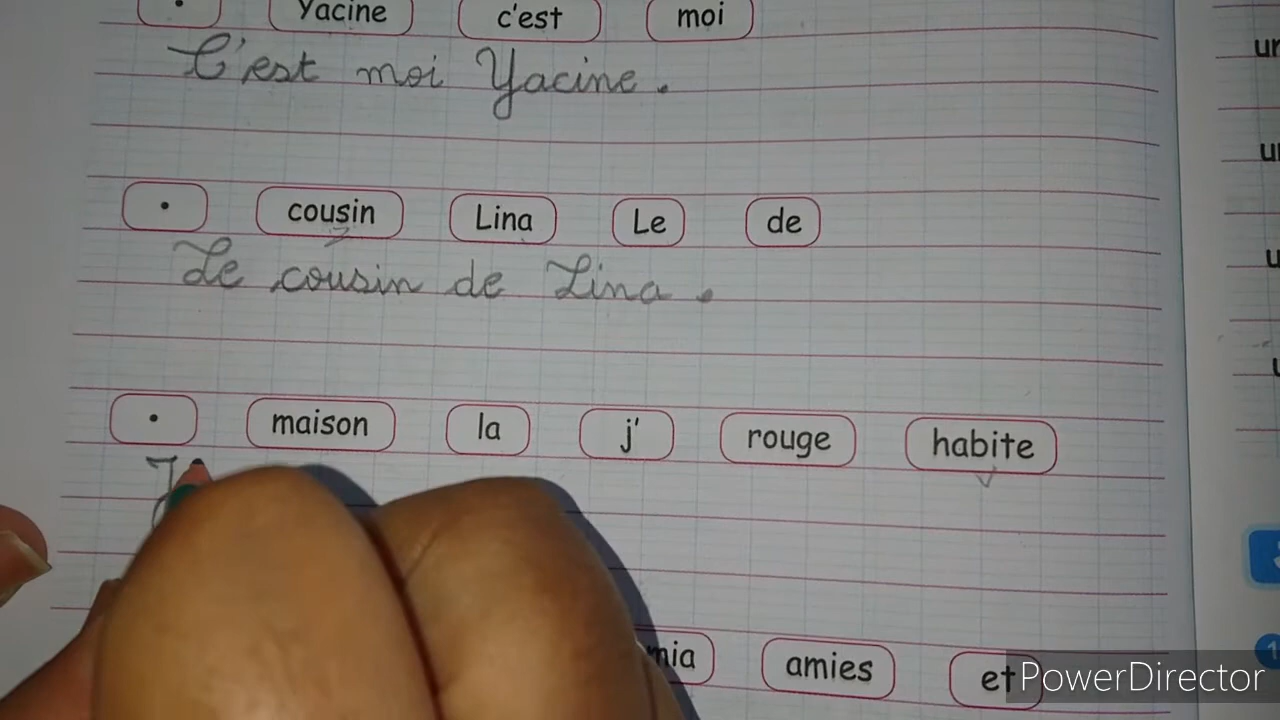 • Yacine c'est moi
C'est moi Yacine.
• cousin Lina Le de
Le cousin de Lina.
• maison la j' rouge habite
J'
amies et
PowerDirector